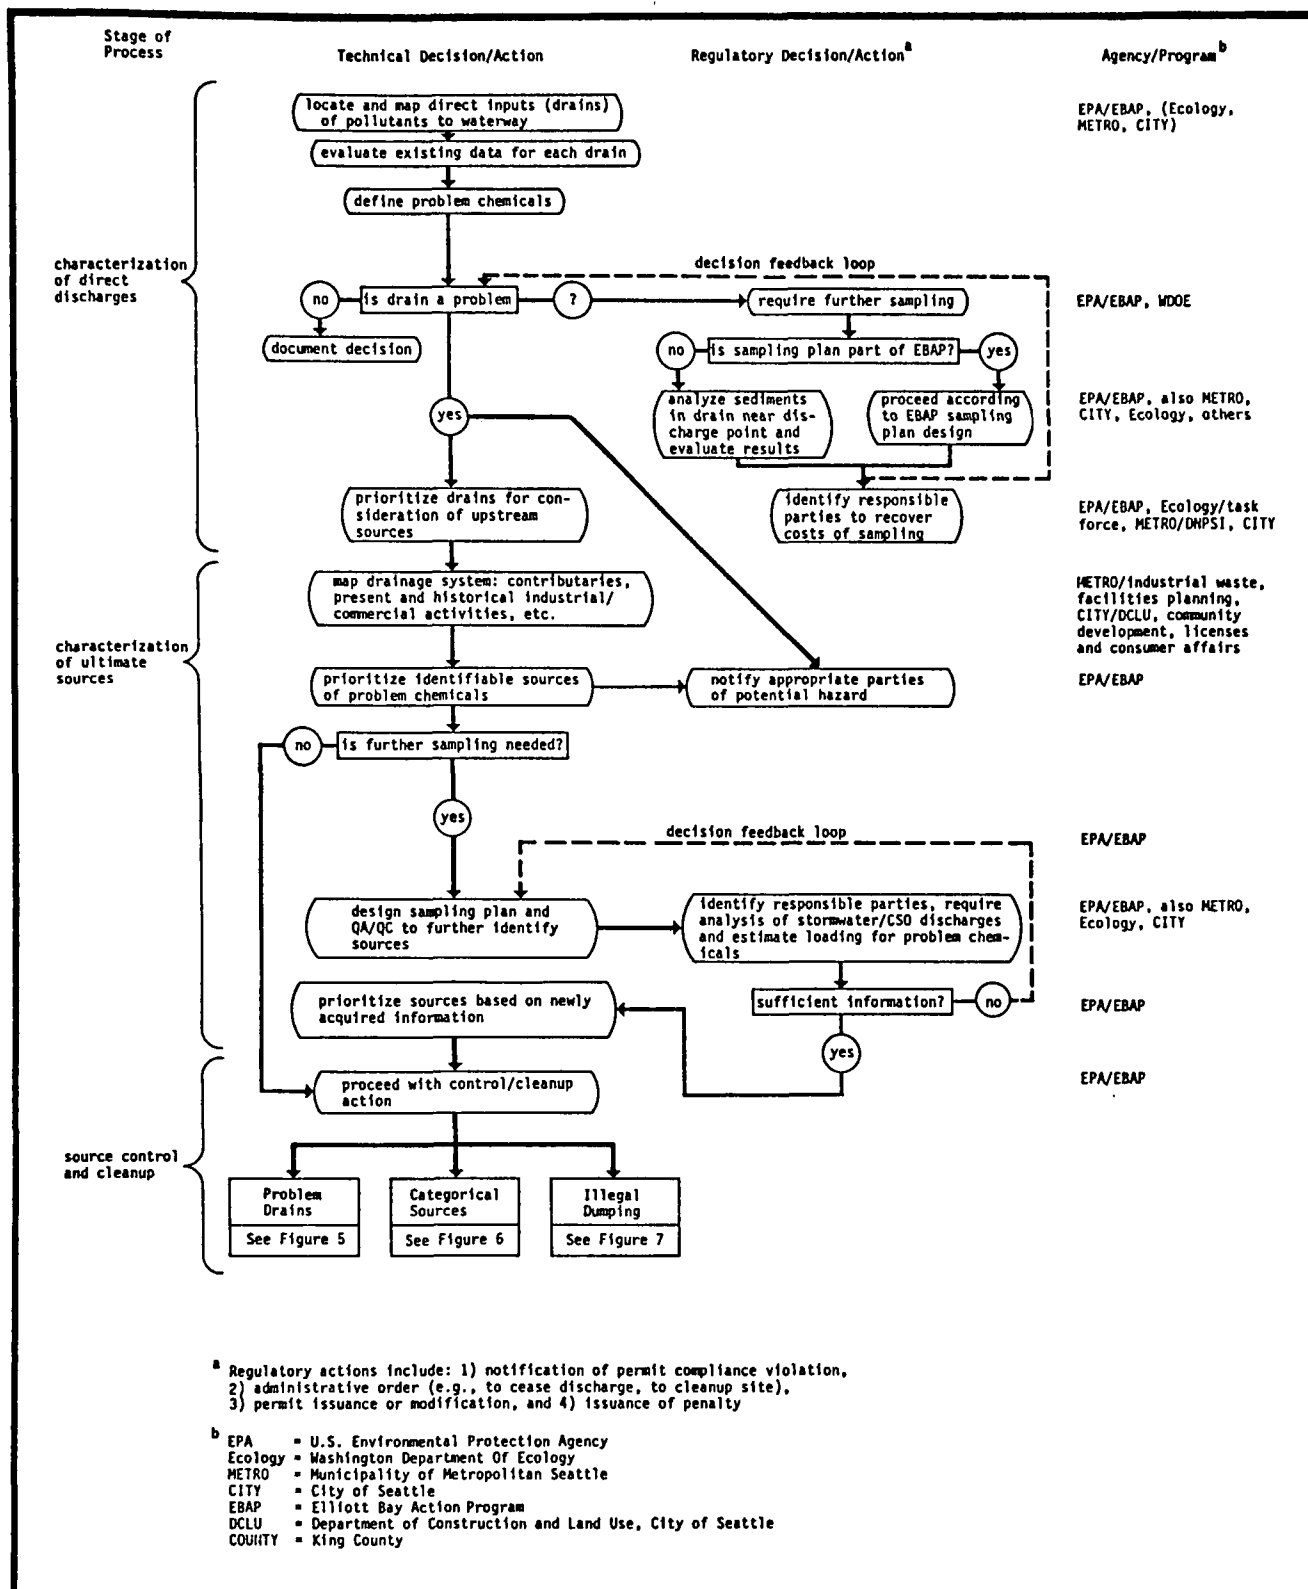 Stage of
Process
Technical Decision/Action
Regulatory Decision/Action a
Agency/Program b
locate and map direct inputs (drains)
of pollutants to waterway
EPA/EBAP, (Ecology,
METRO, CITY)
evaluate existing data for each drain
define problem chemicals
characterization
of direct
discharges
decision feedback loop
no
is drain a problem
?
require further sampling
EPA/EBAP, WDOE
document decision
no
is sampling plan part of EBAP?
yes
yes
analyze sediments
in drain near dis-
charge point and
evaluate results
proceed according
to EBAP sampling
plan design
EPA/EBAP, also METRO,
CITY, Ecology, others
prioritize drains for con-
sideration of upstream
sources
identify responsible
parties to recover
costs of sampling
EPA/EBAP, Ecology/task
force, METRO/DNPSI, CITY
map drainage system: contributaries,
present and historical industrial/
commercial activities, etc.
METRO/industrial waste,
facilities planning,
CITY/DCLU, community
development, licenses
and consumer affairs
characterization
of ultimate
sources
prioritize identifiable sources
of problem chemicals
notify appropriate parties
of potential hazard
EPA/EBAP
no
is further sampling needed?
yes
decision feedback loop
EPA/EBAP
design sampling plan and
QA/QC to further identify
sources
identify responsible parties, require
analysis of stormwater/CSO discharges
and estimate loading for problem chem-
icals
EPA/EBAP, also METRO,
Ecology, CITY
prioritize sources based on newly
acquired information
sufficient information?
no
EPA/EBAP
yes
proceed with control/cleanup
action
EPA/EBAP
source control
and cleanup
Problem
Drains
See Figure 5
Categorical
Sources
See Figure 6
Illegal
Dumping
See Figure 7
a Regulatory actions include: 1) notification of permit compliance violation,
2) administrative order (e.g., to cease discharge, to cleanup site),
3) permit issuance or modification, and 4) issuance of penalty
b EPA = U.S. Environmental Protection Agency
Ecology = Washington Department Of Ecology
METRO = Municipality of Metropolitan Seattle
CITY = City of Seattle
EBAP = Elliott Bay Action Program
DCLU = Department of Construction and Land Use, City of Seattle
COUNTY = King County